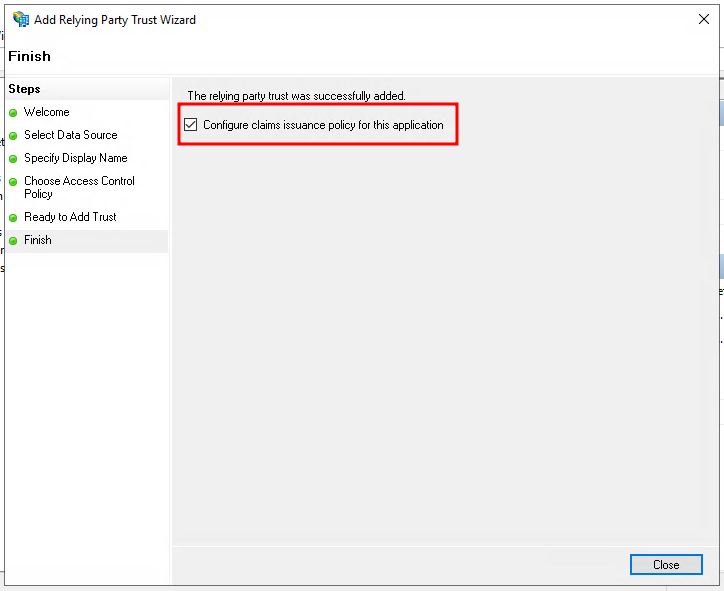 Add Relying Party Trust Wizard
Finish
Steps
Welcome
Select Data Source
Specify Display Name
Choose Access Control
Policy
Ready to Add Trust
Finish
The relying party trust was successfully added.
Configure claims issuance policy for this application
Close